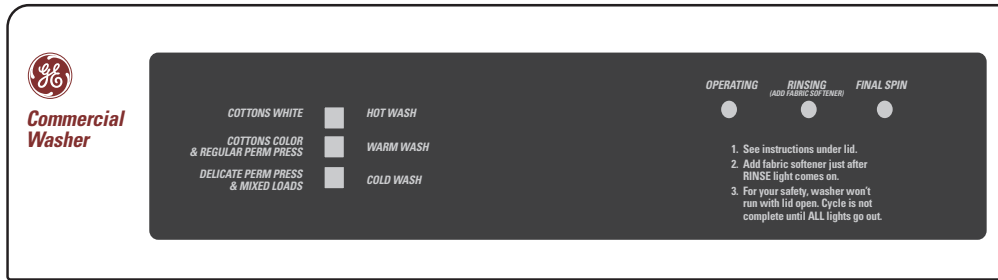 GE
Commercial
Washer
COTTONS WHITE
HOT WASH
COTTONS COLOR
& REGULAR PERM PRESS
WARM WASH
DELICATE PERM PRESS
& MIXED LOADS
COLD WASH
OPERATING
RINSING
(ADD FABRIC SOFTENER)
FINAL SPIN
1. See instructions under lid.
2. Add fabric softener just after
RINSE light comes on.
3. For your safety, washer won't
run with lid open. Cycle is not
complete until ALL lights go out.